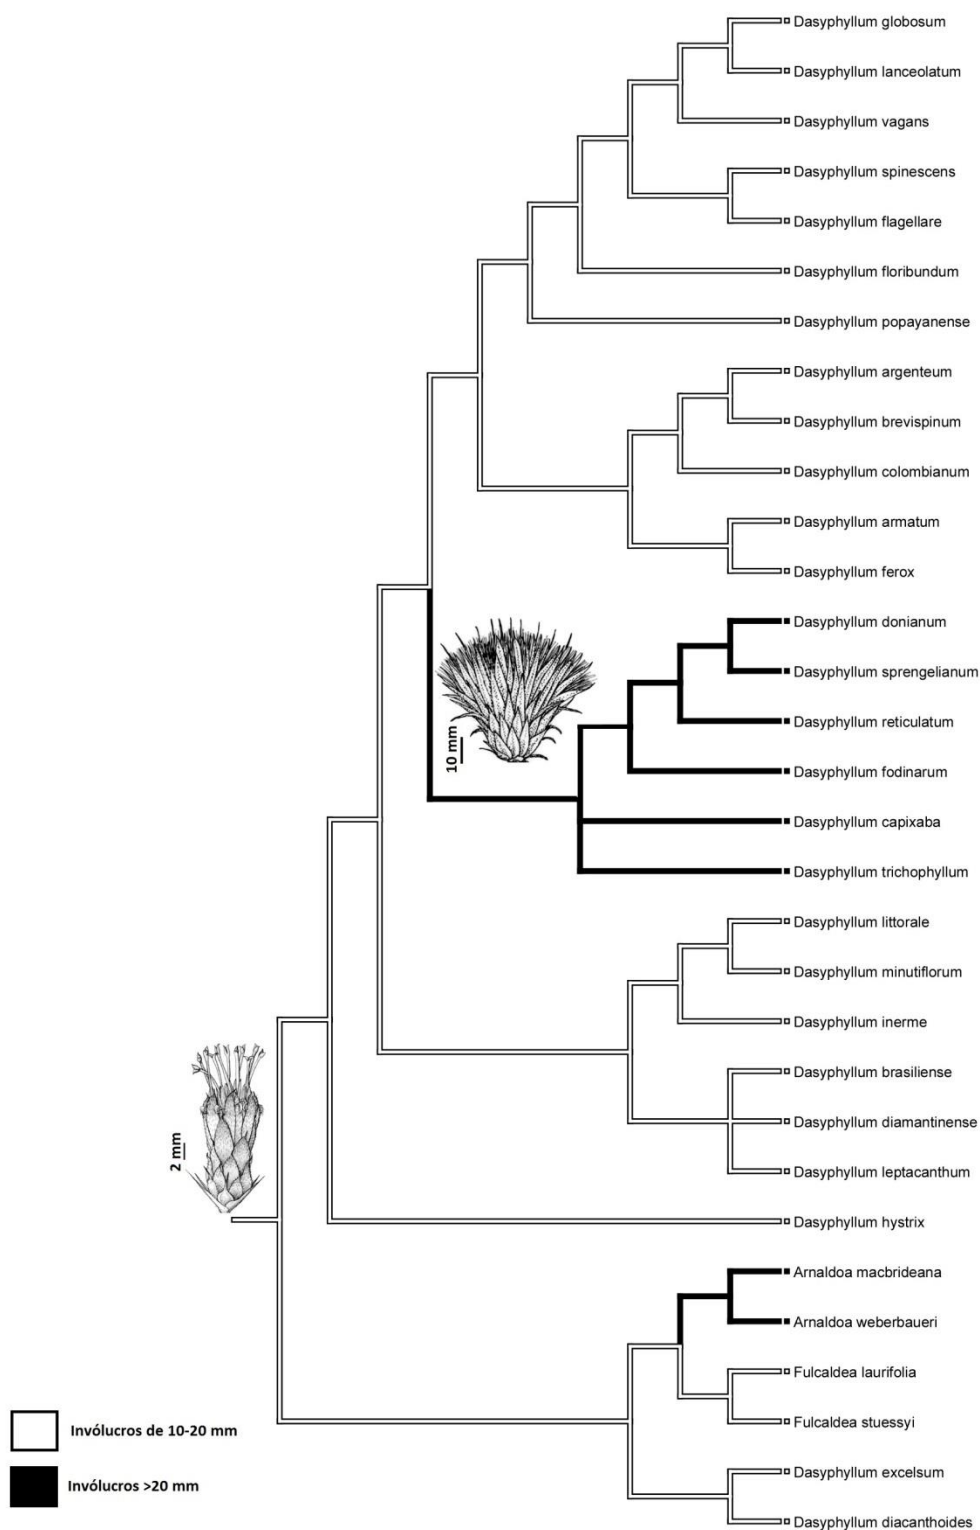 Dasyphyllum globosum
Dasyphyllum lanceolatum
Dasyphyllum vagans
Dasyphyllum spinescens
Dasyphyllum flagellare
Dasyphyllum floribundum
Dasyphyllum popayanense
Dasyphyllum argenteum
Dasyphyllum brevispinum
Dasyphyllum colombianum
Dasyphyllum armatum
Dasyphyllum ferox
Dasyphyllum donianum
Dasyphyllum sprengelianum
Dasyphyllum reticulatum
10 mm
Dasyphyllum fodinarum
Dasyphyllum capixaba
Dasyphyllum trichophyllum
Dasyphyllum littorale
Dasyphyllum minutiflorum
Dasyphyllum inerme
Dasyphyllum brasiliense
Dasyphyllum diamantinense
2 mm
Dasyphyllum leptacanthum
Dasyphyllum hystrix
Arnaldoa macbrideana
Arnaldoa weberbaueri
Fulcaldea laurifolia
Fulcaldea stuessyi
Dasyphyllum excelsum
Dasyphyllum diacanthoides
Invólucros de 10-20 mm
Invólucros >20 mm